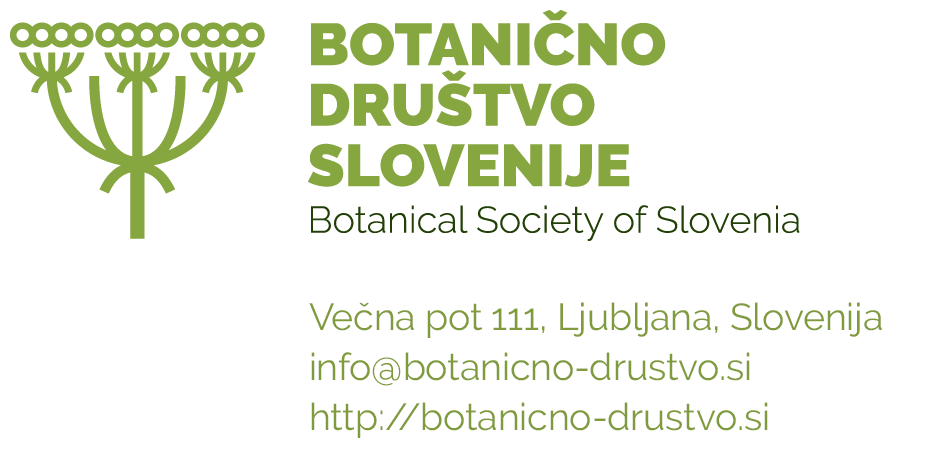 BOTANIČNO
DRUŠTVO
SLOVENIJE
Botanical Society of Slovenia
Večna pot 111, Ljubljana, Slovenija
info@botanicno-drustvo.si
http://botanicno-drustvo.si